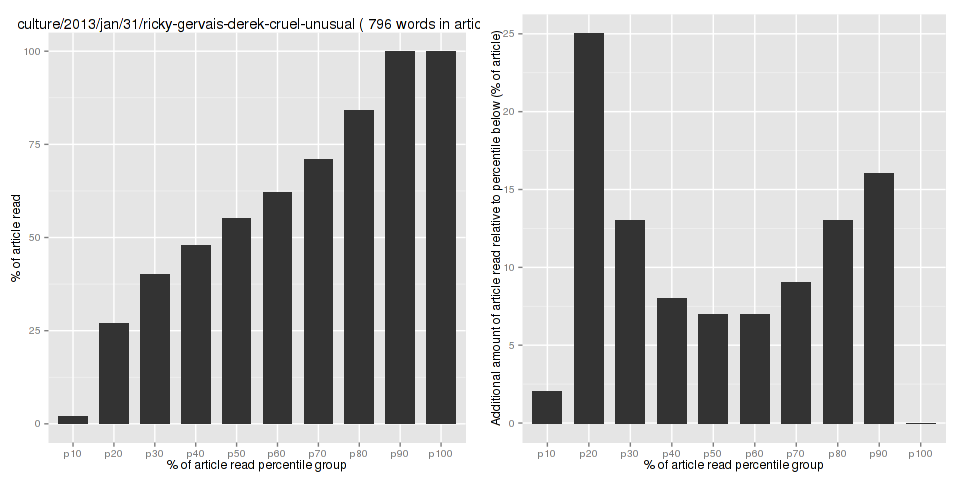 culture/2013/jan/31/ricky-gervais-derek-cruel-unusual ( 796 words in artic
% of article read
100
75
50
25
0
p10 p20 p30 p40 p50 p60 p70 p80 p90 p100
% of article read percentile group
Additional amount of article read relative to percentile below (% of article)
25
20
15
10
5
0
p10 p20 p30 p40 p50 p60 p70 p80 p90 p100
% of article read percentile group